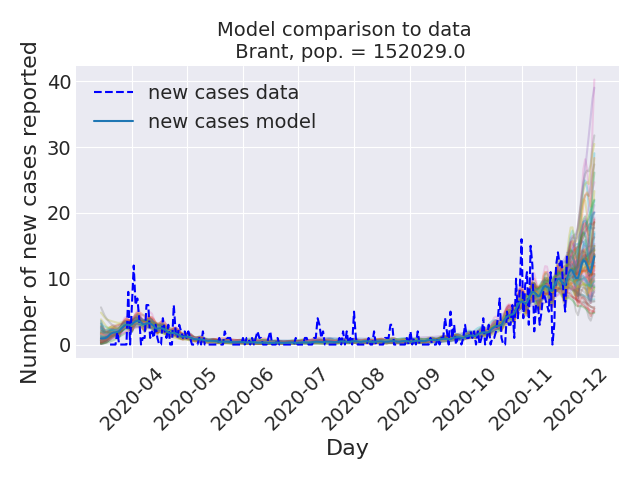 Model comparison to data
Brant, pop. = 152029.0
Number of new cases reported
40
30
20
10
0
new cases data
new cases model
2020-04
2020-05
2020-06
2020-07
2020-08
2020-09
2020-10
2020-11
2020-12
Day